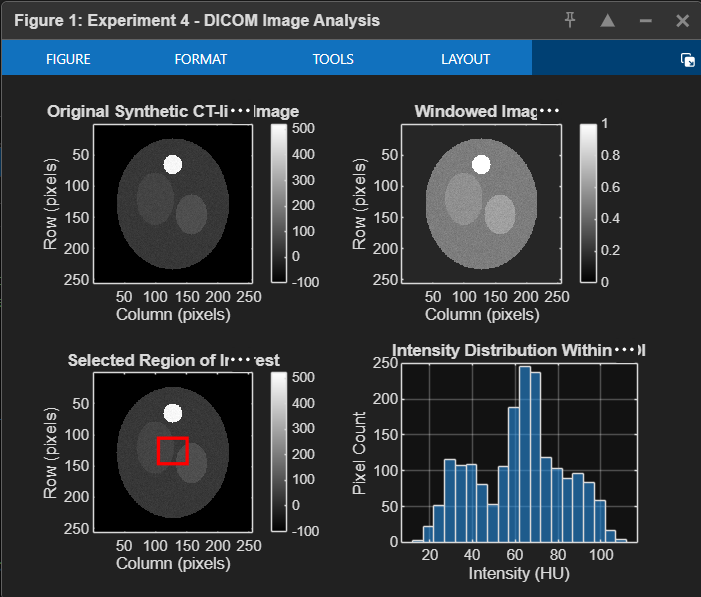 Figure 1: Experiment 4 - DICOM Image Analysis
FIGURE FORMAT TOOLS LAYOUT
Original Synthetic CT-li··· Image
50
100
150
200
250
Row (pixels)
50 100 150 200 250
Column (pixels)
500
400
300
200
100
0
-100
Windowed Imag···
50
100
150
200
250
Row (pixels)
50 100 150 200 250
Column (pixels)
1
0.8
0.6
0.4
0.2
0
Selected Region of In···rest
50
100
150
200
250
Row (pixels)
50 100 150 200 250
Column (pixels)
500
400
300
200
100
0
-100
Intensity Distribution Within···I
250
200
150
100
50
0
Pixel Count
20 40 60 80 100
Intensity (HU)